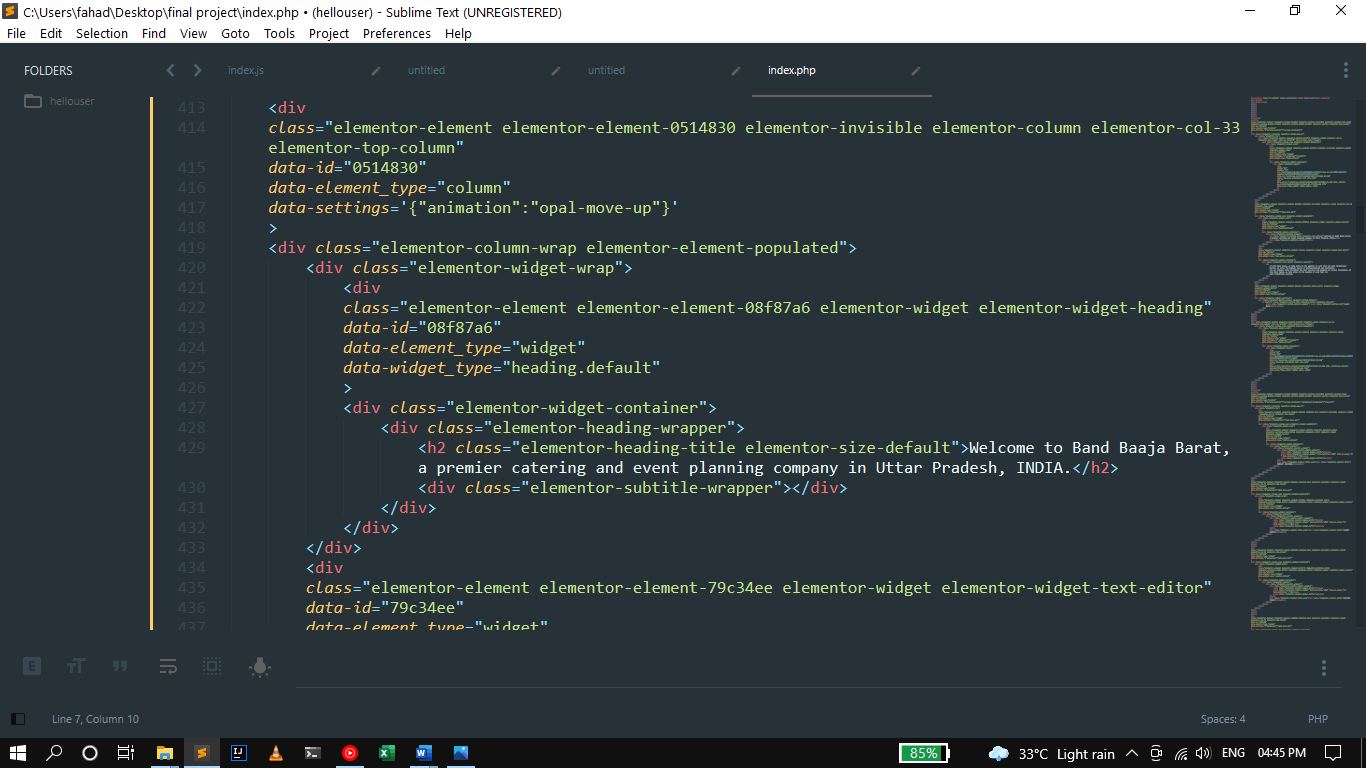 C:\Users\fahad\Desktop\final project\index.php • (hellouser) - Sublime Text (UNREGISTERED)
File Edit Selection Find View Goto Tools Project Preferences Help
FOLDERS
hellouser
index.js untitled untitled index.php
413 <div
414 class="elementor-element elementor-element-0514830 elementor-invisible elementor-column elementor-col-33
elementor-top-column"
415 data-id="0514830"
416 data-element_type="column"
417 data-settings='{"animation":"opal-move-up"}'
418 >
419 <div class="elementor-column-wrap elementor-element-populated">
420 <div class="elementor-widget-wrap">
421 <div
422 class="elementor-element elementor-element-08f87a6 elementor-widget elementor-widget-heading"
423 data-id="08f87a6"
424 data-element_type="widget"
425 data-widget_type="heading.default"
426 >
427 <div class="elementor-widget-container">
428 <div class="elementor-heading-wrapper">
429 <h2 class="elementor-heading-title elementor-size-default">Welcome to Band Baaja Barat,
a premier catering and event planning company in Uttar Pradesh, INDIA.</h2>
430 <div class="elementor-subtitle-wrapper"></div>
431 </div>
432 </div>
433 </div>
434 <div
435 class="elementor-element elementor-element-79c34ee elementor-widget elementor-widget-text-editor"
436 data-id="79c34ee"
437 data-element_type="widget"
Line 7, Column 10
Spaces: 4 PHP
85% 33°C Light rain ENG 04:45 PM